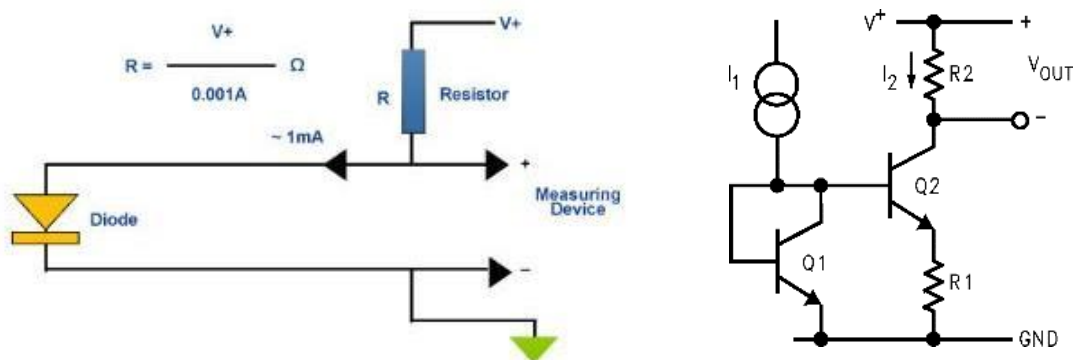 V+
R = Ω
0.001A
V+
R
Resistor
~ 1mA
+
Measuring
Device
Diode
–
V+
+
I1
I2
R2
VOUT
–
Q2
Q1
R1
GND